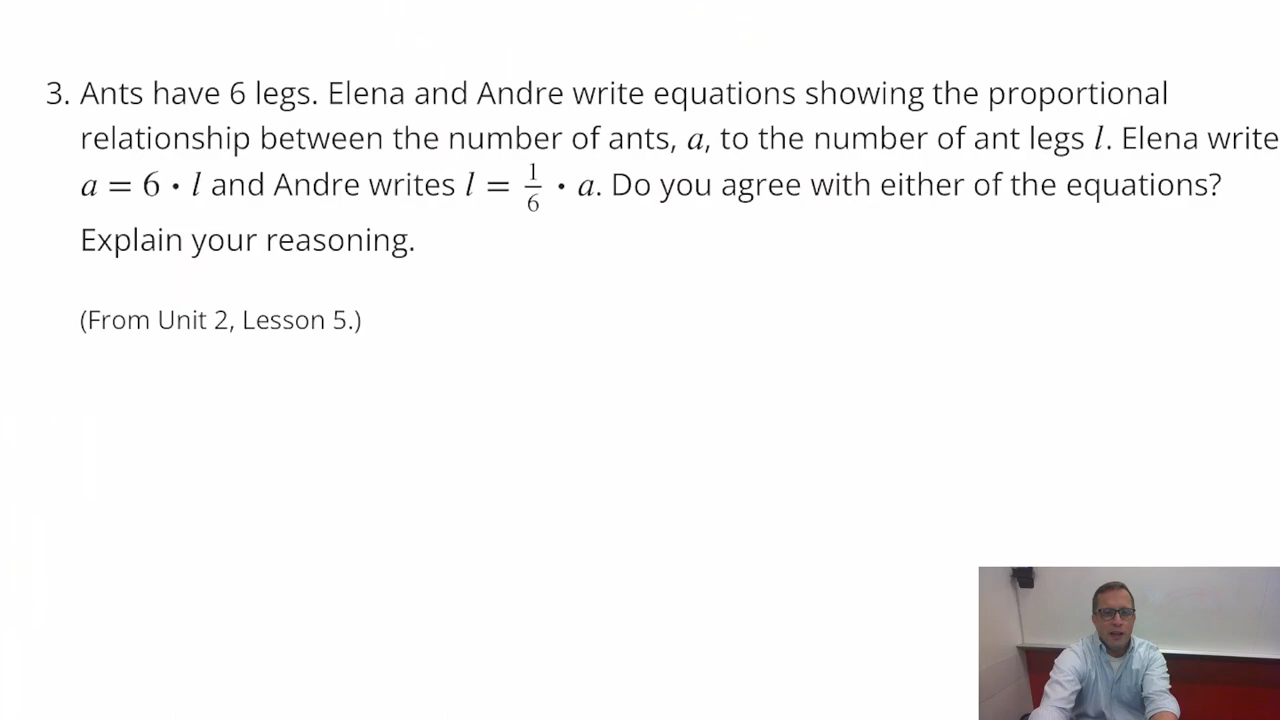 3. Ants have 6 legs. Elena and Andre write equations showing the proportional
relationship between the number of ants, a, to the number of ant legs l. Elena write
a = 6 · l and Andre writes l = 1/6 · a. Do you agree with either of the equations?
Explain your reasoning.
(From Unit 2, Lesson 5.)